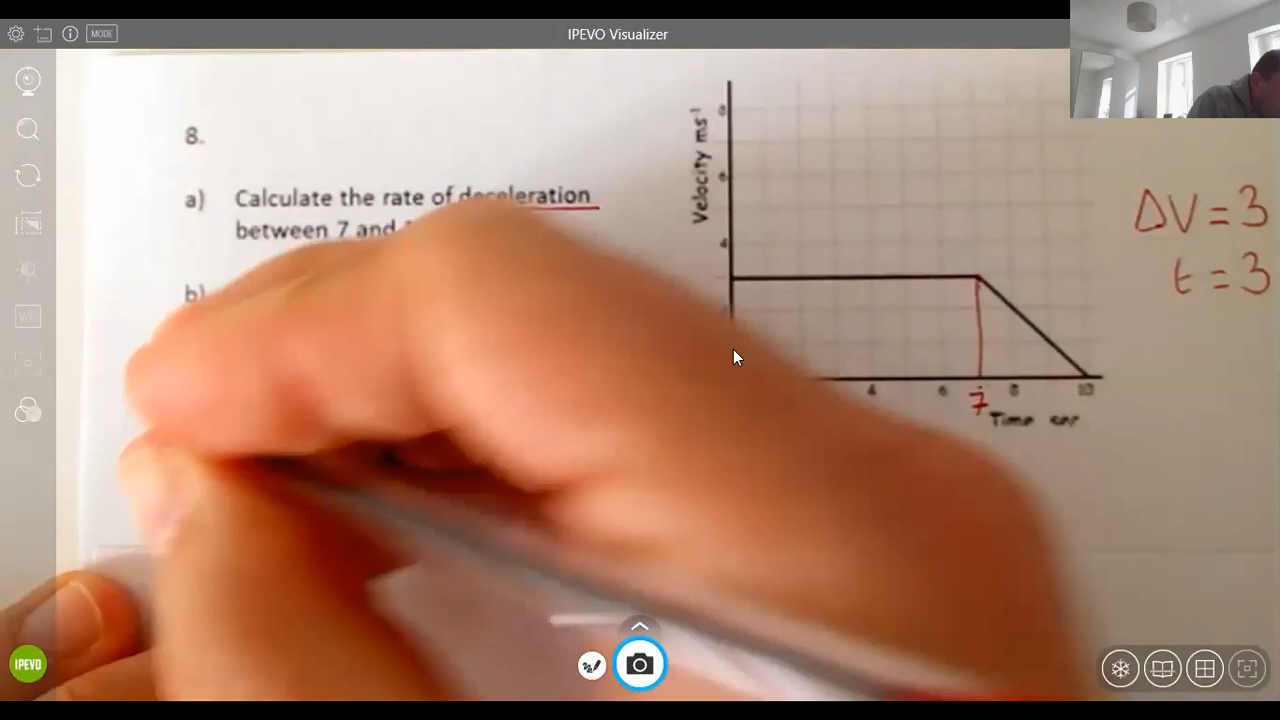 MODE
IPEVO Visualizer
8.
a) Calculate the rate of deceleration
between 7 and
b)
Velocity ms⁻¹
8
6
4
4 6 7 8 10
Time sec
ΔV = 3
t = 3
IPEVO